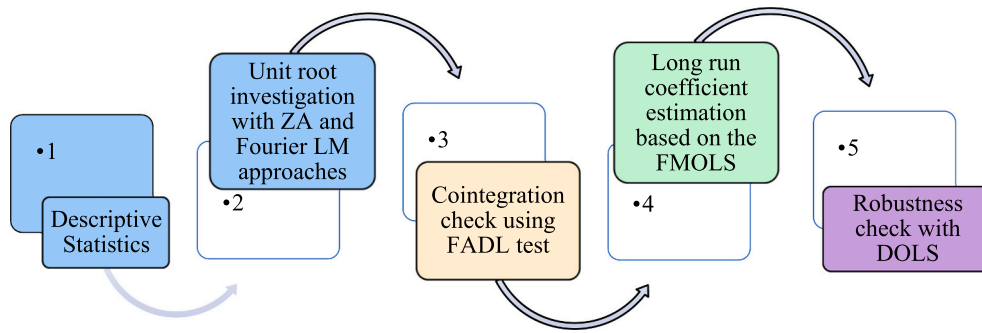 •1
Descriptive
Statistics
Unit root
investigation
with ZA and
Fourier LM
approaches
•2
•3
Cointegration
check using
FADL test
Long run
coefficient
estimation
based on the
FMOLS
•4
•5
Robustness
check with
DOLS